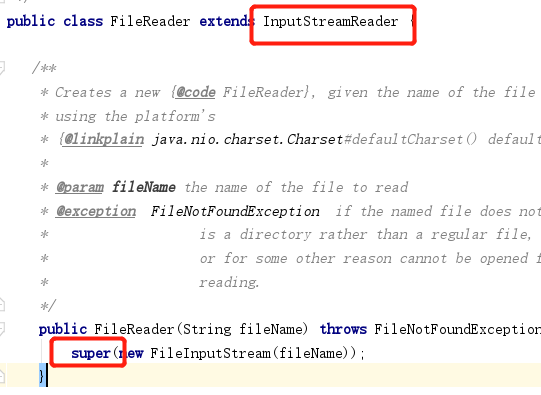 public class FileReader extends InputStreamReader {
/**
* Creates a new {@code FileReader}, given the name of the file
* using the platform's
* {@linkplain java.nio.charset.Charset#defaultCharset() default
*
* @param fileName the name of the file to read
* @exception FileNotFoundException if the named file does not
* is a directory rather than a regular file,
* or for some other reason cannot be opened f
* reading.
*/
public FileReader(String fileName) throws FileNotFoundException
super(new FileInputStream(fileName));
}